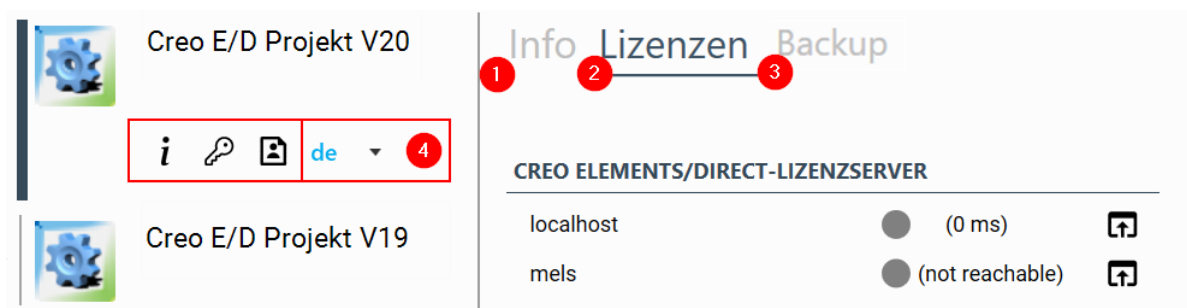 Creo E/D Projekt V20
i de 4
Creo E/D Projekt V19
Info Lizenzen Backup
1 2 3
CREO ELEMENTS/DIRECT-LIZENZSERVER
localhost (0 ms)
mels (not reachable)